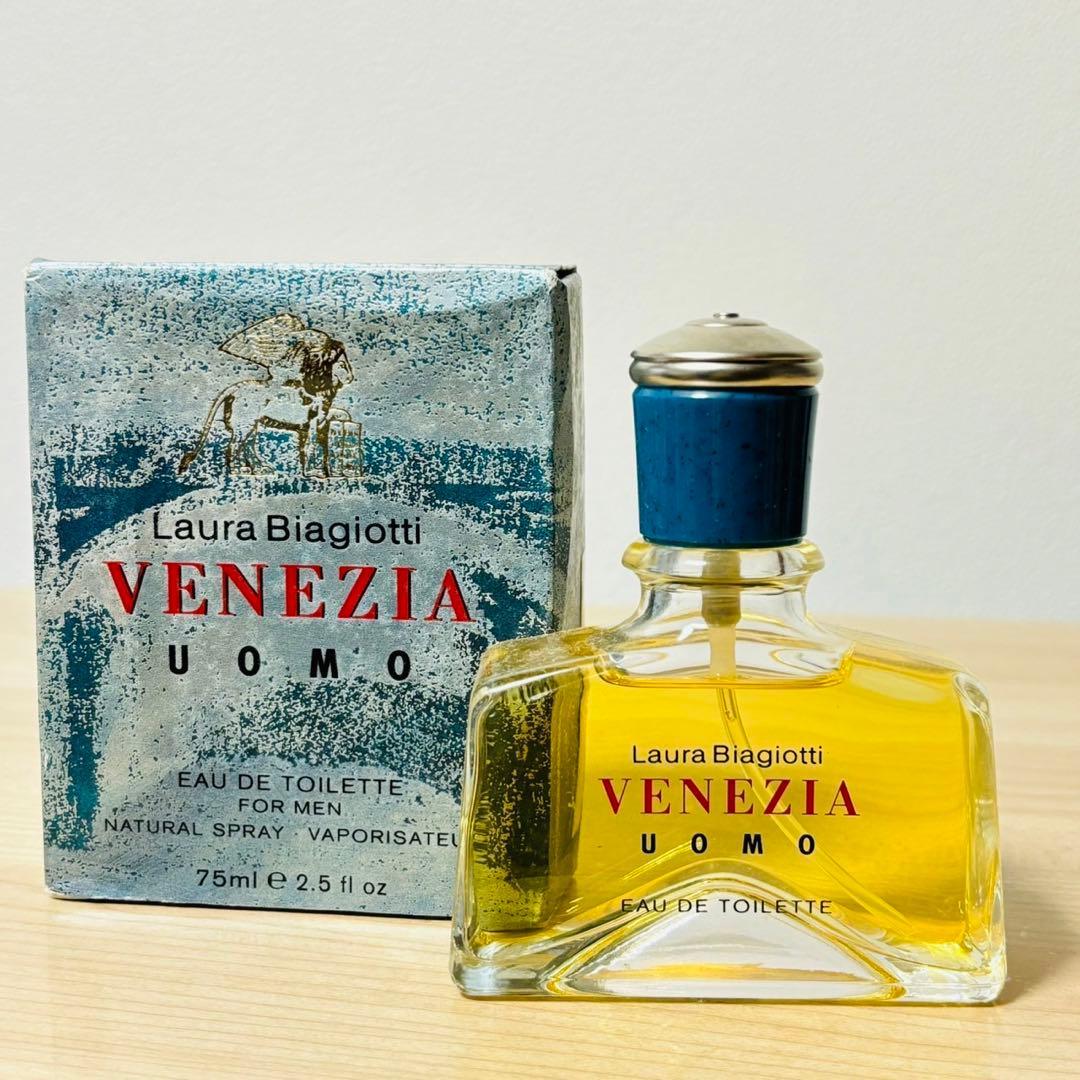 Laura Biagiotti
VENEZIA
UOMO
EAU DE TOILETTE
FOR MEN
NATURAL SPRAY VAPORISATEU
75ml ℮ 2.5 fl oz
Laura Biagiotti
VENEZIA
UOMO
EAU DE TOILETTE